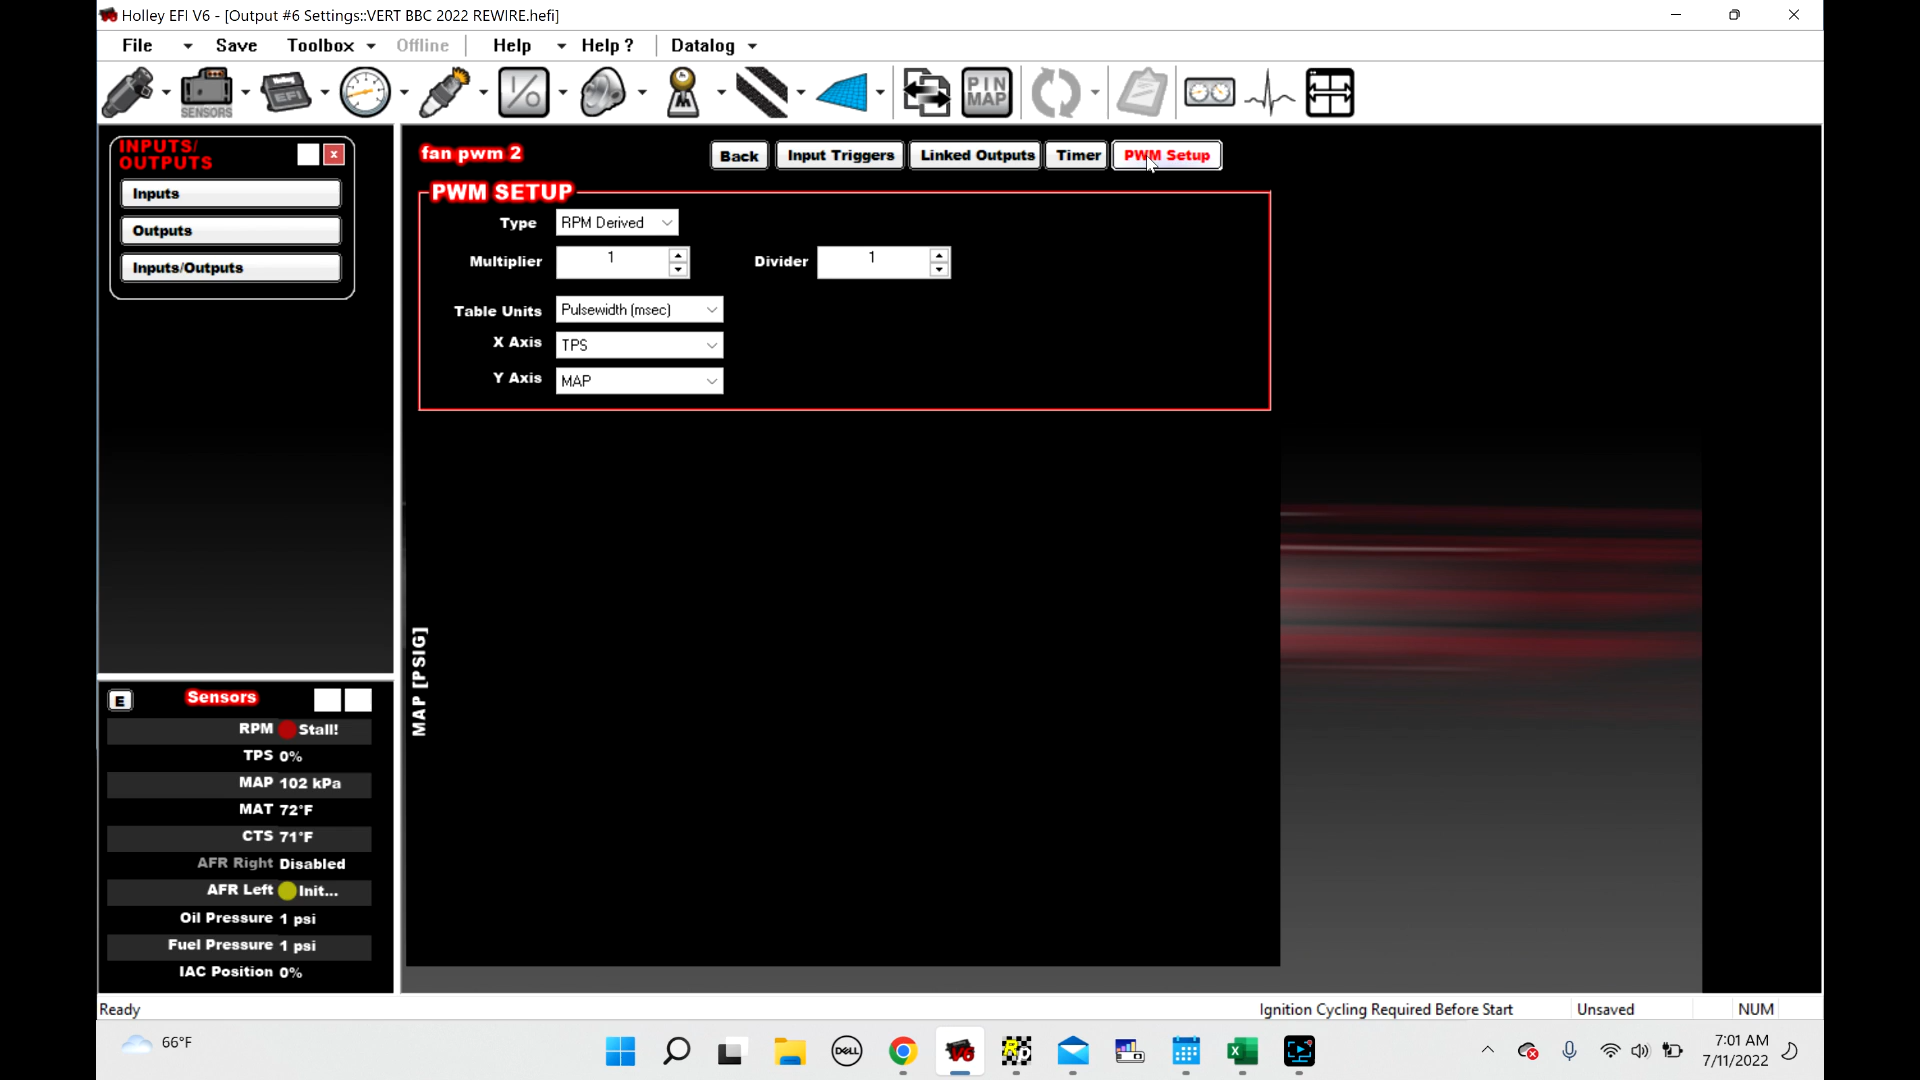 Holley EFI V6 - [Output #6 Settings::VERT BBC 2022 REWIRE.hefi]
File Save Toolbox Offline Help Help ? Datalog
SENSORS EFI 1/0 PIN MAP
INPUTS/
OUTPUTS
x
Inputs
Outputs
Inputs/Outputs
fan pwm 2
Back Input Triggers Linked Outputs Timer PWM Setup
PWM SETUP
Type RPM Derived
Multiplier 1 Divider 1
Table Units Pulsewidth (msec)
X Axis TPS
Y Axis MAP
MAP [PSIG]
E Sensors
RPM Stall!
TPS 0%
MAP 102 kPa
MAT 72°F
CTS 71°F
AFR Right Disabled
AFR Left Init...
Oil Pressure 1 psi
Fuel Pressure 1 psi
IAC Position 0%
Ready Ignition Cycling Required Before Start Unsaved NUM
66°F
DELL V6
7:01 AM
7/11/2022